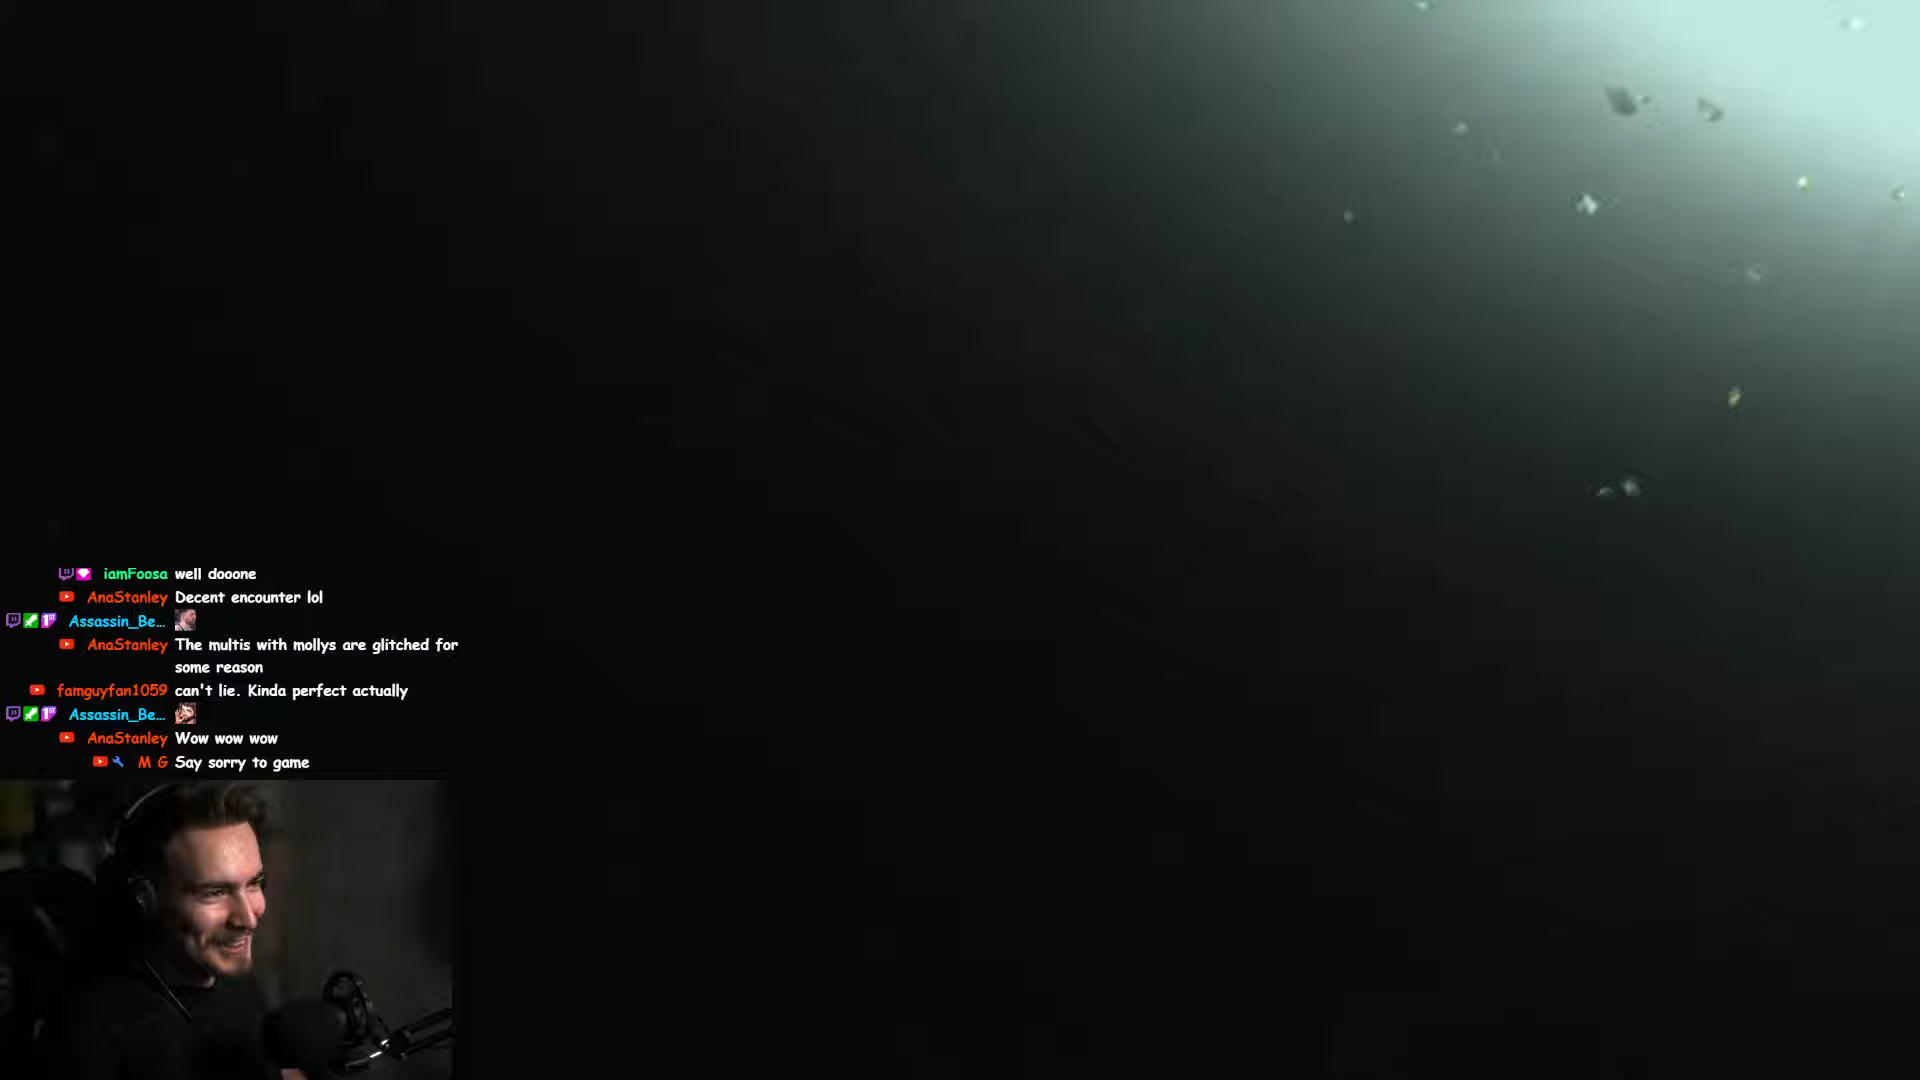 iamFoosa well dooone
AnaStanley Decent encounter lol
Assassin_Be...
AnaStanley The multis with mollys are glitched for
some reason
famguyfan1059 can't lie. Kinda perfect actually
Assassin_Be...
AnaStanley Wow wow wow
M G Say sorry to game